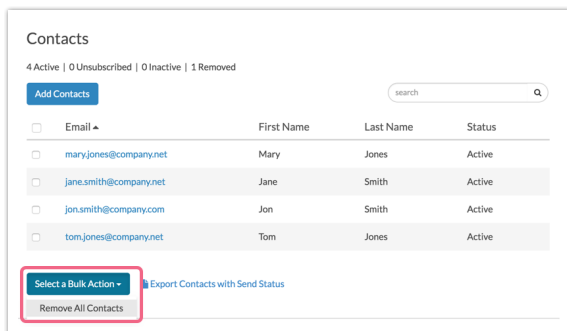 Contacts
4 Active | 0 Unsubscribed | 0 Inactive | 1 Removed
Add Contacts
search
Email First Name Last Name Status
mary.jones@company.net Mary Jones Active
jane.smith@company.net Jane Smith Active
jon.smith@company.com Jon Smith Active
tom.jones@company.net Tom Jones Active
Select a Bulk Action Export Contacts with Send Status
Remove All Contacts